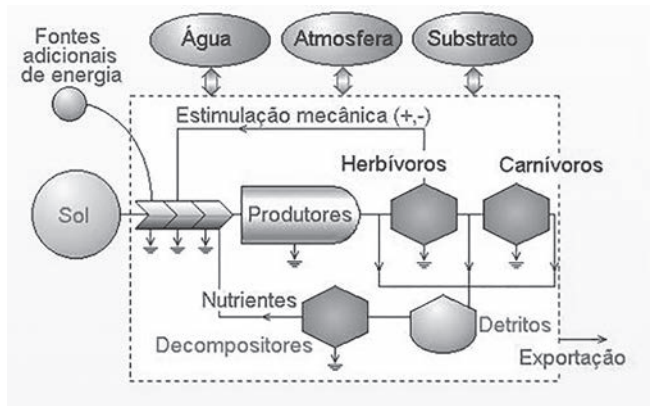 Fontes
adicionais
de energia
Água
Atmosfera
Substrato
Estimulação mecânica (+,-)
Herbívoros
Carnívoros
Sol
Produtores
Nutrientes
Decompositores
Detritos
Exportação